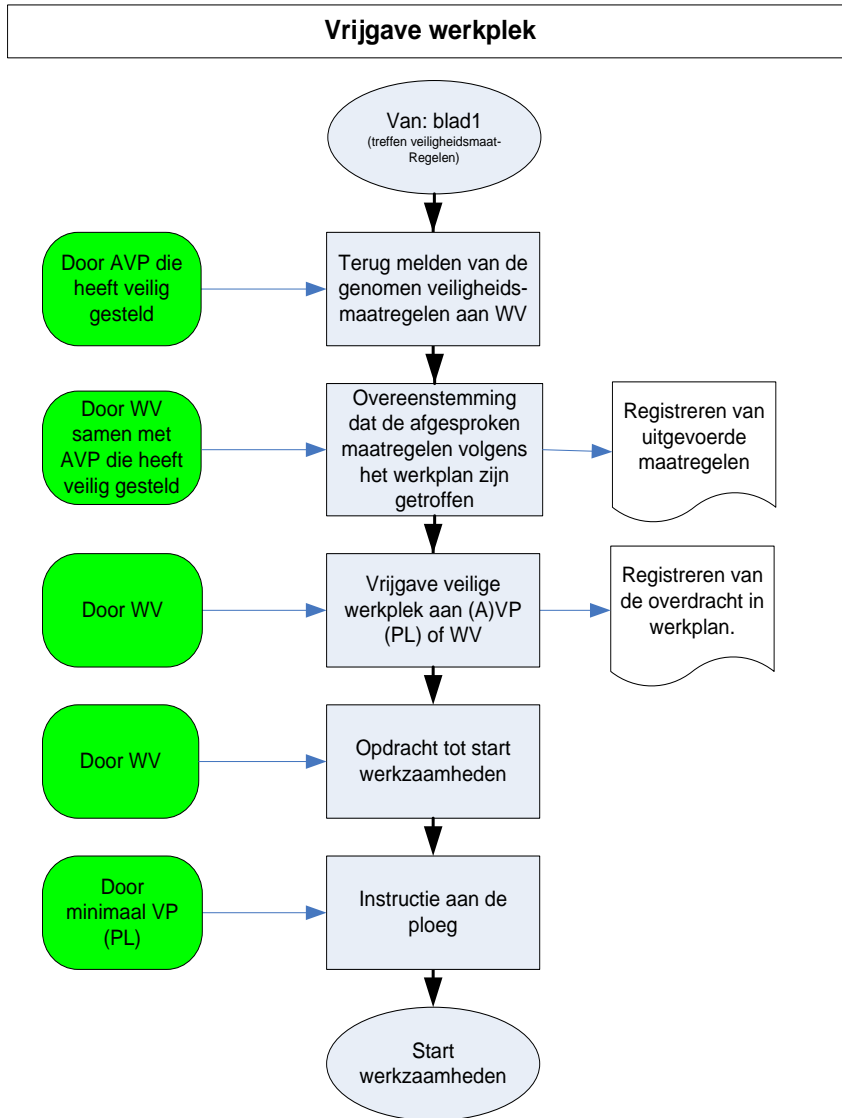 Vrijgave werkplek
Van: blad1
(treffen veiligheidsmaat-
Regelen)
Door AVP die
heeft veilig
gesteld
Terug melden van de
genomen veiligheids-
maatregelen aan WV
Door WV
samen met
AVP die heeft
veilig gesteld
Overeenstemming
dat de afgesproken
maatregelen volgens
het werkplan zijn
getroffen
Registreren van
uitgevoerde
maatregelen
Door WV
Vrijgave veilige
werkplek aan (A)VP
(PL) of WV
Registreren van
de overdracht in
werkplan.
Door WV
Opdracht tot start
werkzaamheden
Door
minimaal VP
(PL)
Instructie aan de
ploeg
Start
werkzaamheden